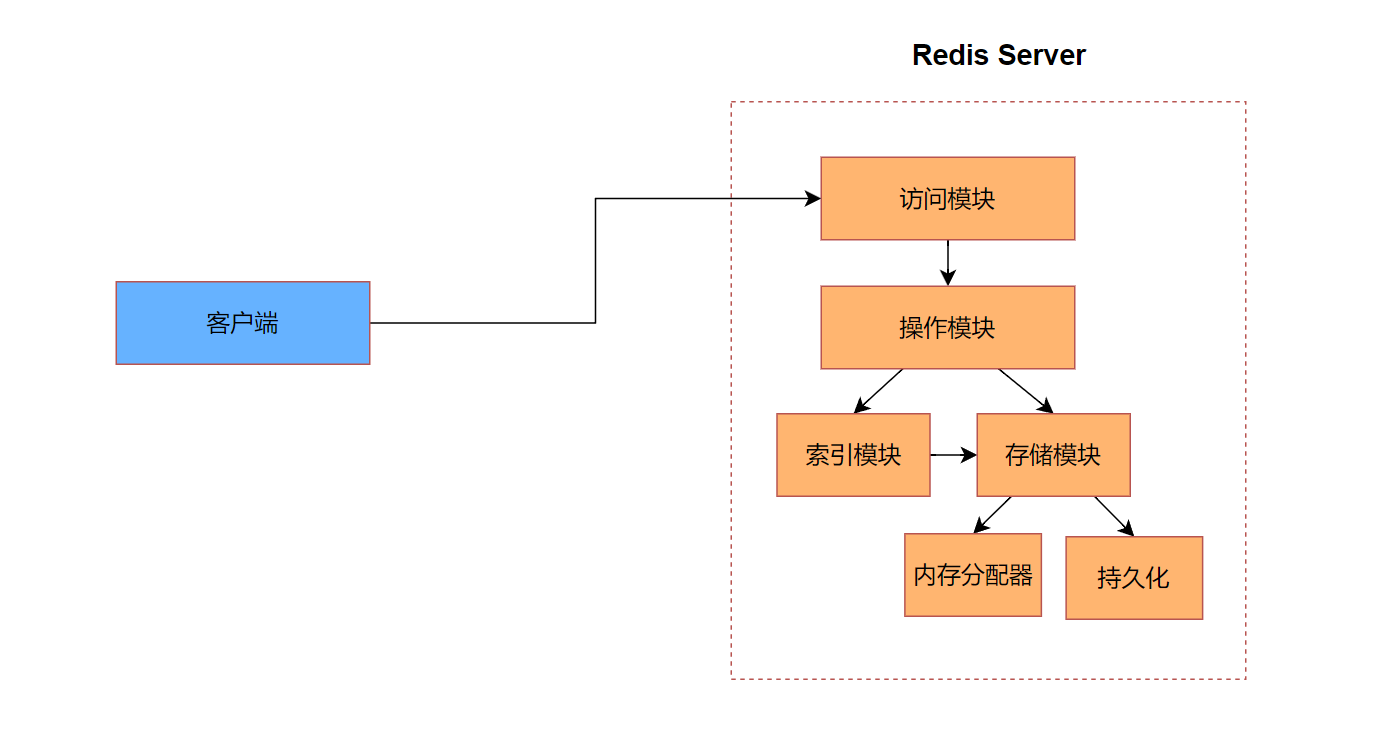 Redis Server
访问模块
客户端
操作模块
索引模块
存储模块
内存分配器
持久化